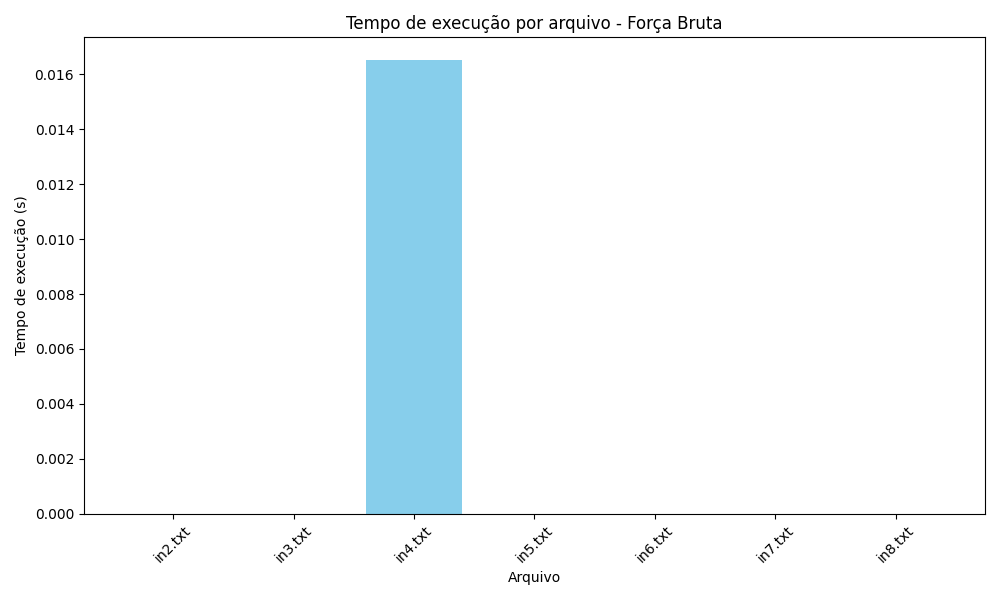 Tempo de execução por arquivo - Força Bruta
Tempo de execução (s)
0.016
0.014
0.012
0.010
0.008
0.006
0.004
0.002
0.000
in2.txt
in3.txt
in4.txt
in5.txt
in6.txt
in7.txt
in8.txt
Arquivo